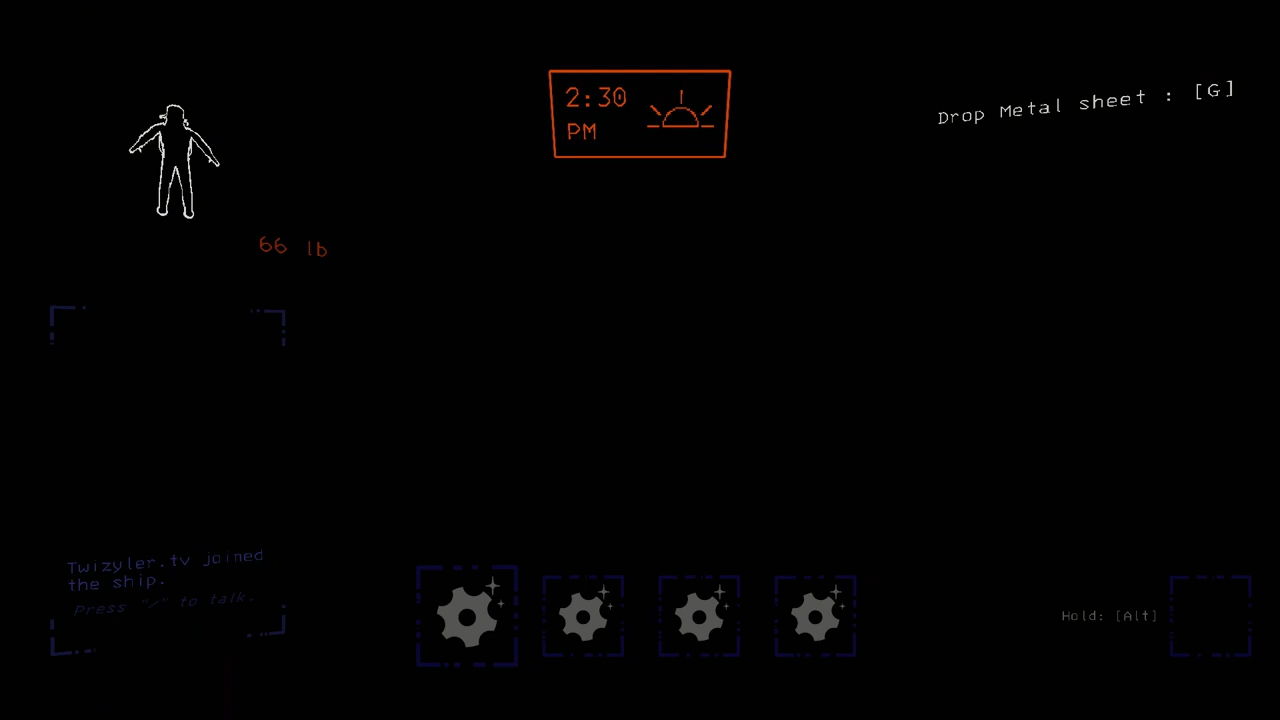 2:30
PM
Drop Metal sheet : [G]
66 lb
Twizyler.tv joined
the ship.
Press "/" to talk.
Hold: [Alt]